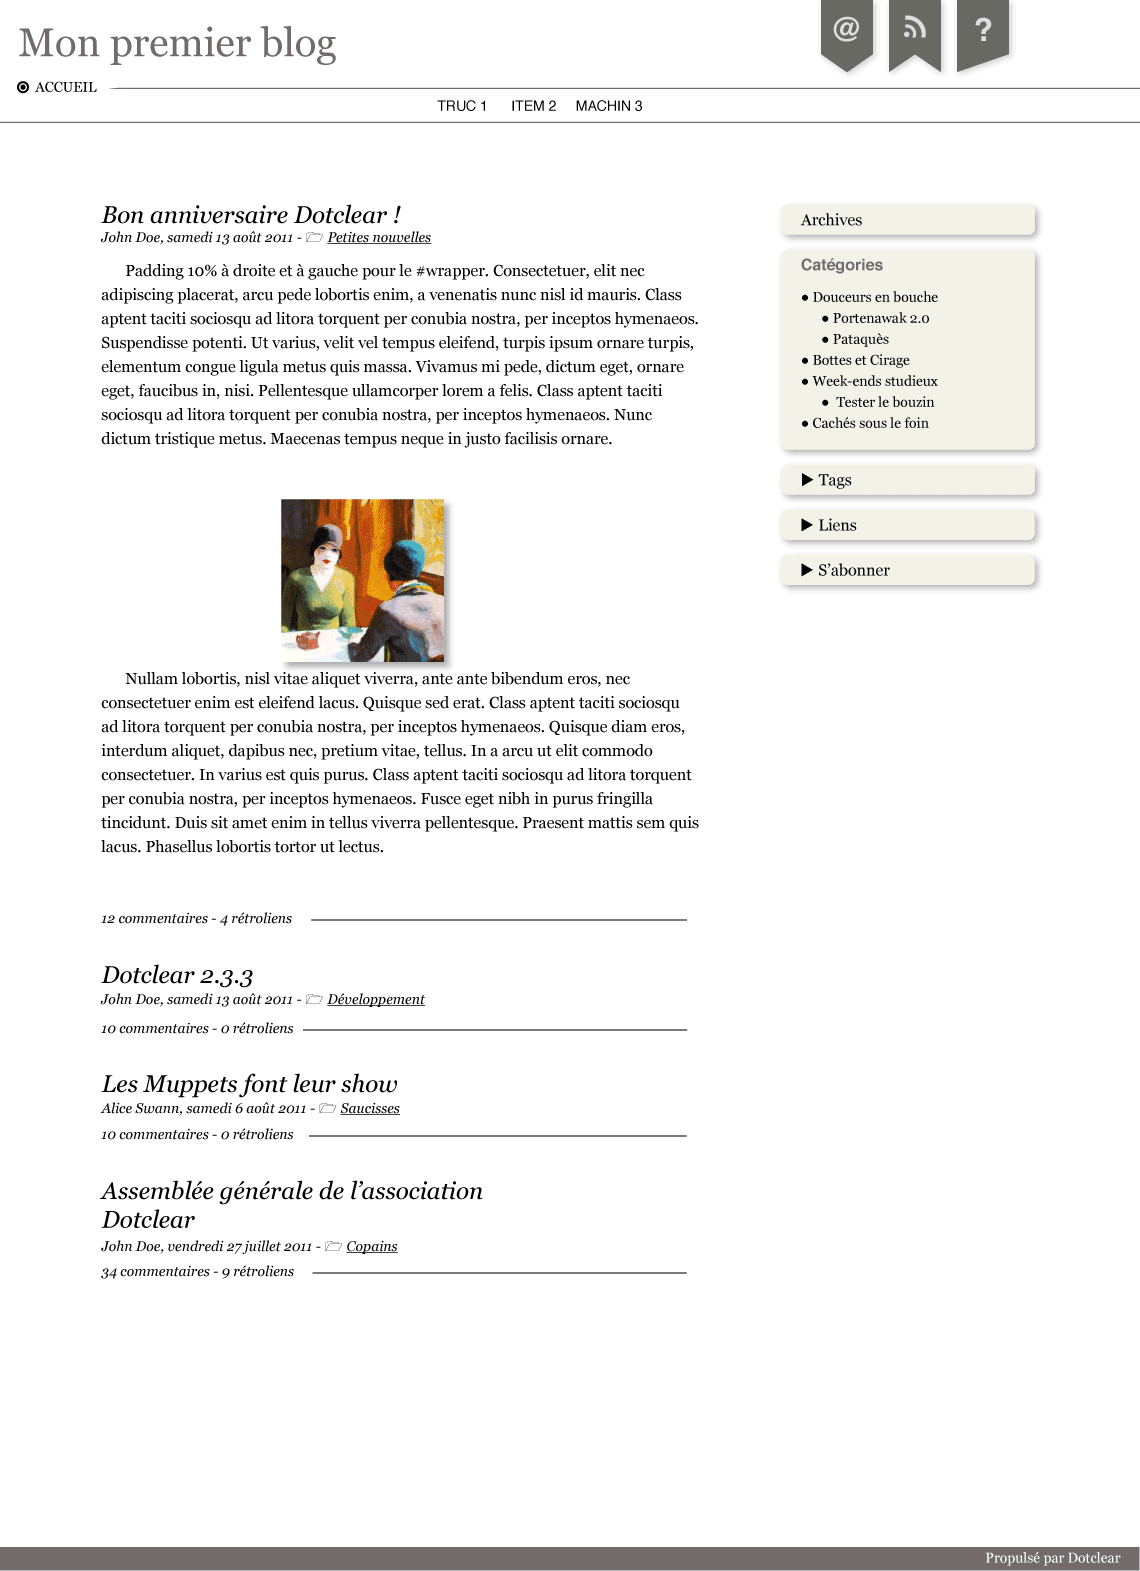 Mon premier blog
@ ?
ACCUEIL
TRUC 1 ITEM 2 MACHIN 3
Bon anniversaire Dotclear !
John Doe, samedi 13 août 2011 - Petites nouvelles
Padding 10% à droite et à gauche pour le #wrapper. Consectetuer, elit nec
adipiscing placerat, arcu pede lobortis enim, a venenatis nunc nisl id mauris. Class
aptent taciti sociosqu ad litora torquent per conubia nostra, per inceptos hymenaeos.
Suspendisse potenti. Ut varius, velit vel tempus eleifend, turpis ipsum ornare turpis,
elementum congue ligula metus quis massa. Vivamus mi pede, dictum eget, ornare
eget, faucibus in, nisi. Pellentesque ullamcorper lorem a felis. Class aptent taciti
sociosqu ad litora torquent per conubia nostra, per inceptos hymenaeos. Nunc
dictum tristique metus. Maecenas tempus neque in justo facilisis ornare.
Nullam lobortis, nisl vitae aliquet viverra, ante ante bibendum eros, nec
consectetuer enim est eleifend lacus. Quisque sed erat. Class aptent taciti sociosqu
ad litora torquent per conubia nostra, per inceptos hymenaeos. Quisque diam eros,
interdum aliquet, dapibus nec, pretium vitae, tellus. In a arcu ut elit commodo
consectetuer. In varius est quis purus. Class aptent taciti sociosqu ad litora torquent
per conubia nostra, per inceptos hymenaeos. Fusce eget nibh in purus fringilla
tincidunt. Duis sit amet enim in tellus viverra pellentesque. Praesent mattis sem quis
lacus. Phasellus lobortis tortor ut lectus.
12 commentaires - 4 rétroliens
Dotclear 2.3.3
John Doe, samedi 13 août 2011 - Développement
10 commentaires - 0 rétroliens
Les Muppets font leur show
Alice Swann, samedi 6 août 2011 - Saucisses
10 commentaires - 0 rétroliens
Assemblée générale de l'association
Dotclear
John Doe, vendredi 27 juillet 2011 - Copains
34 commentaires - 9 rétroliens
Archives
Catégories
● Douceurs en bouche
● Portenawak 2.0
● Pataquès
● Bottes et Cirage
● Week-ends studieux
● Tester le bouzin
● Cachés sous le foin
▶ Tags
▶ Liens
▶ S'abonner
Propulsé par Dotclear